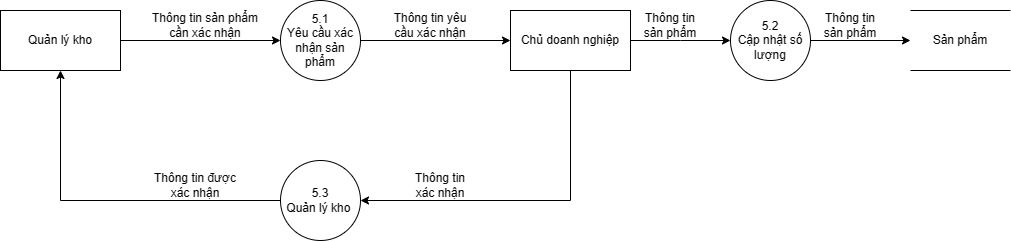 Quản lý kho
Thông tin sản phẩm
cần xác nhận
5.1
Yêu cầu xác
nhận sản
phẩm
Thông tin yêu
cầu xác nhận
Chủ doanh nghiệp
Thông tin
sản phẩm
5.2
Cập nhật số
lượng
Thông tin
sản phẩm
Sản phẩm
Thông tin được
xác nhận
5.3
Quản lý kho
Thông tin
xác nhận